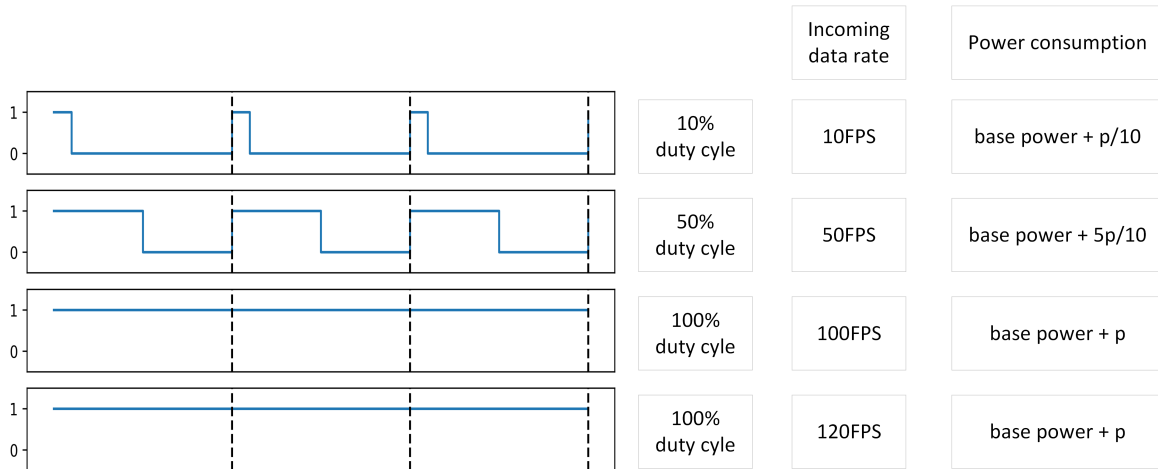 Incoming
data rate
Power consumption
1
0
10%
duty cyle
10FPS
base power + p/10
1
0
50%
duty cyle
50FPS
base power + 5p/10
1
0
100%
duty cyle
100FPS
base power + p
1
0
100%
duty cyle
120FPS
base power + p